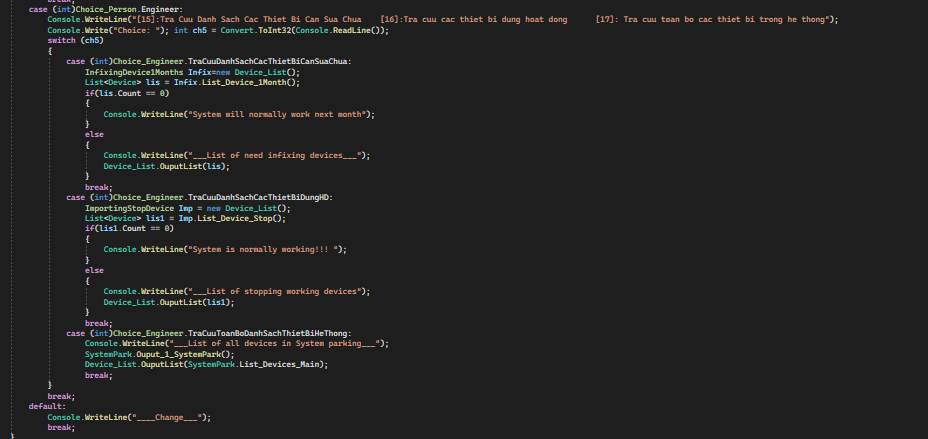 break;
case (int)Choice_Person.Engineer:
Console.WriteLine("[15]:Tra Cuu Danh Sach Cac Thiet Bi Can Sua Chua    [16]:Tra cuu cac thiet bi dung hoat dong      [17]: Tra cuu toan bo cac thiet bi trong he thong");
Console.Write("Choice: "); int ch5 = Convert.ToInt32(Console.ReadLine());
switch (ch5)
{
case (int)Choice_Engineer.TraCuuDanhSachCacThietBiCanSuaChua:
InfixingDevice1Months Infix=new Device_List();
List<Device> lis = Infix.List_Device_1Month();
if(lis.Count == 0)
{
Console.WriteLine("System will normally work next month");
}
else
{
Console.WriteLine("___List of need infixing devices___");
Device_List.OuputList(lis);
}
break;
case (int)Choice_Engineer.TraCuuDanhSachCacThietBiDungHD:
ImportingStopDevice Imp = new Device_List();
List<Device> lis1 = Imp.List_Device_Stop();
if(lis1.Count == 0)
{
Console.WriteLine("System is normally working!!! ");
}
else
{
Console.WriteLine("___List of stopping working devices");
Device_List.OuputList(lis1);
}
break;
case (int)Choice_Engineer.TraCuuToanBoDanhSachThietBiHeThong:
Console.WriteLine("___List of all devices in System parking___");
SystemPark.Ouput_1_SystemPark();
Device_List.OuputList(SystemPark.List_Devices_Main);
break;
}
break;
default:
Console.WriteLine("____Change___");
break;
}